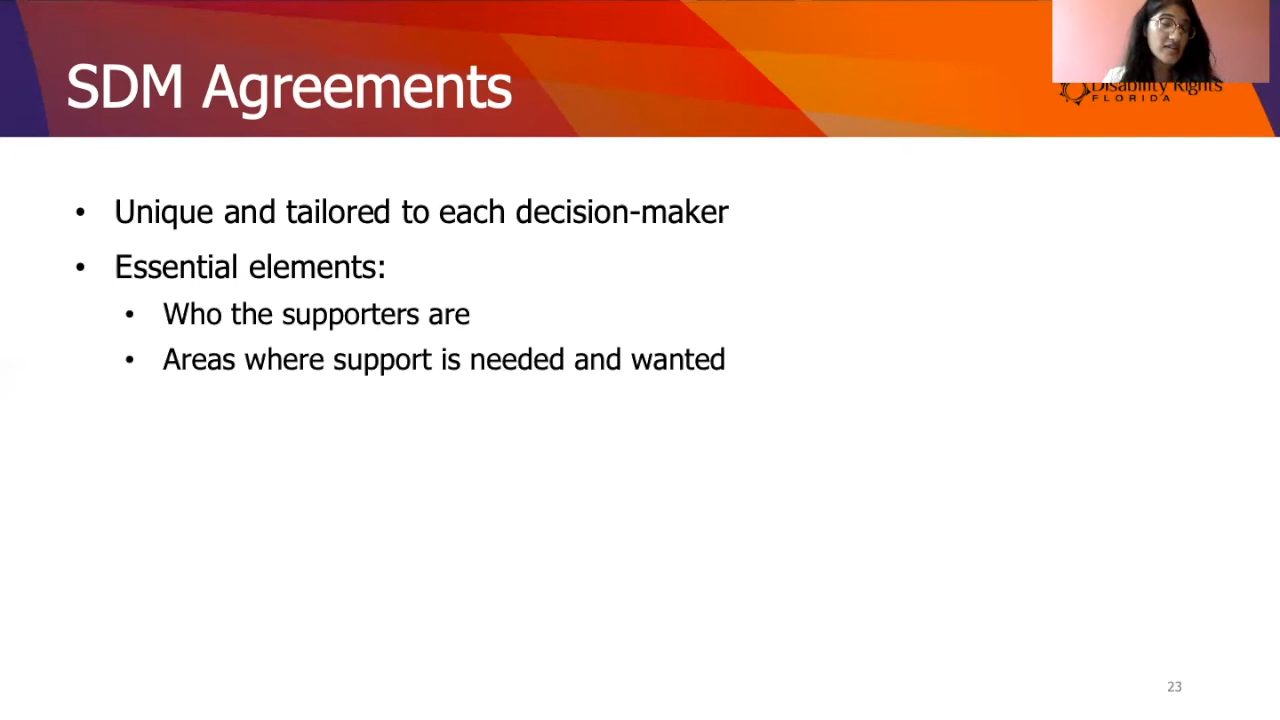 SDM Agreements
Disability Rights
FLORIDA
• Unique and tailored to each decision-maker
• Essential elements:
• Who the supporters are
• Areas where support is needed and wanted
23